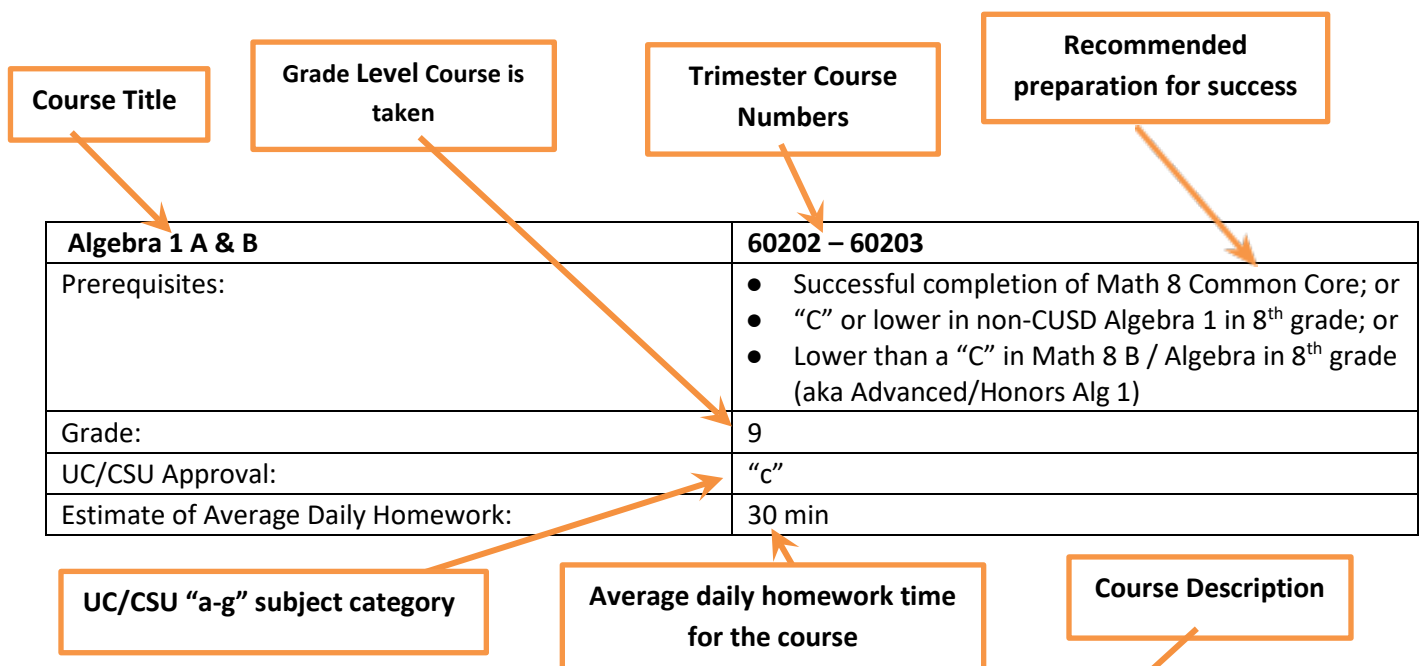 Course Title
Grade Level Course is
taken
Trimester Course
Numbers
Recommended
preparation for success
Algebra 1 A & B
60202 – 60203
Prerequisites:
● Successful completion of Math 8 Common Core; or
● “C” or lower in non-CUSD Algebra 1 in 8th grade; or
● Lower than a “C” in Math 8 B / Algebra in 8th grade
(aka Advanced/Honors Alg 1)
Grade:
9
UC/CSU Approval:
“c”
Estimate of Average Daily Homework:
30 min
UC/CSU “a-g” subject category
Average daily homework time
for the course
Course Description